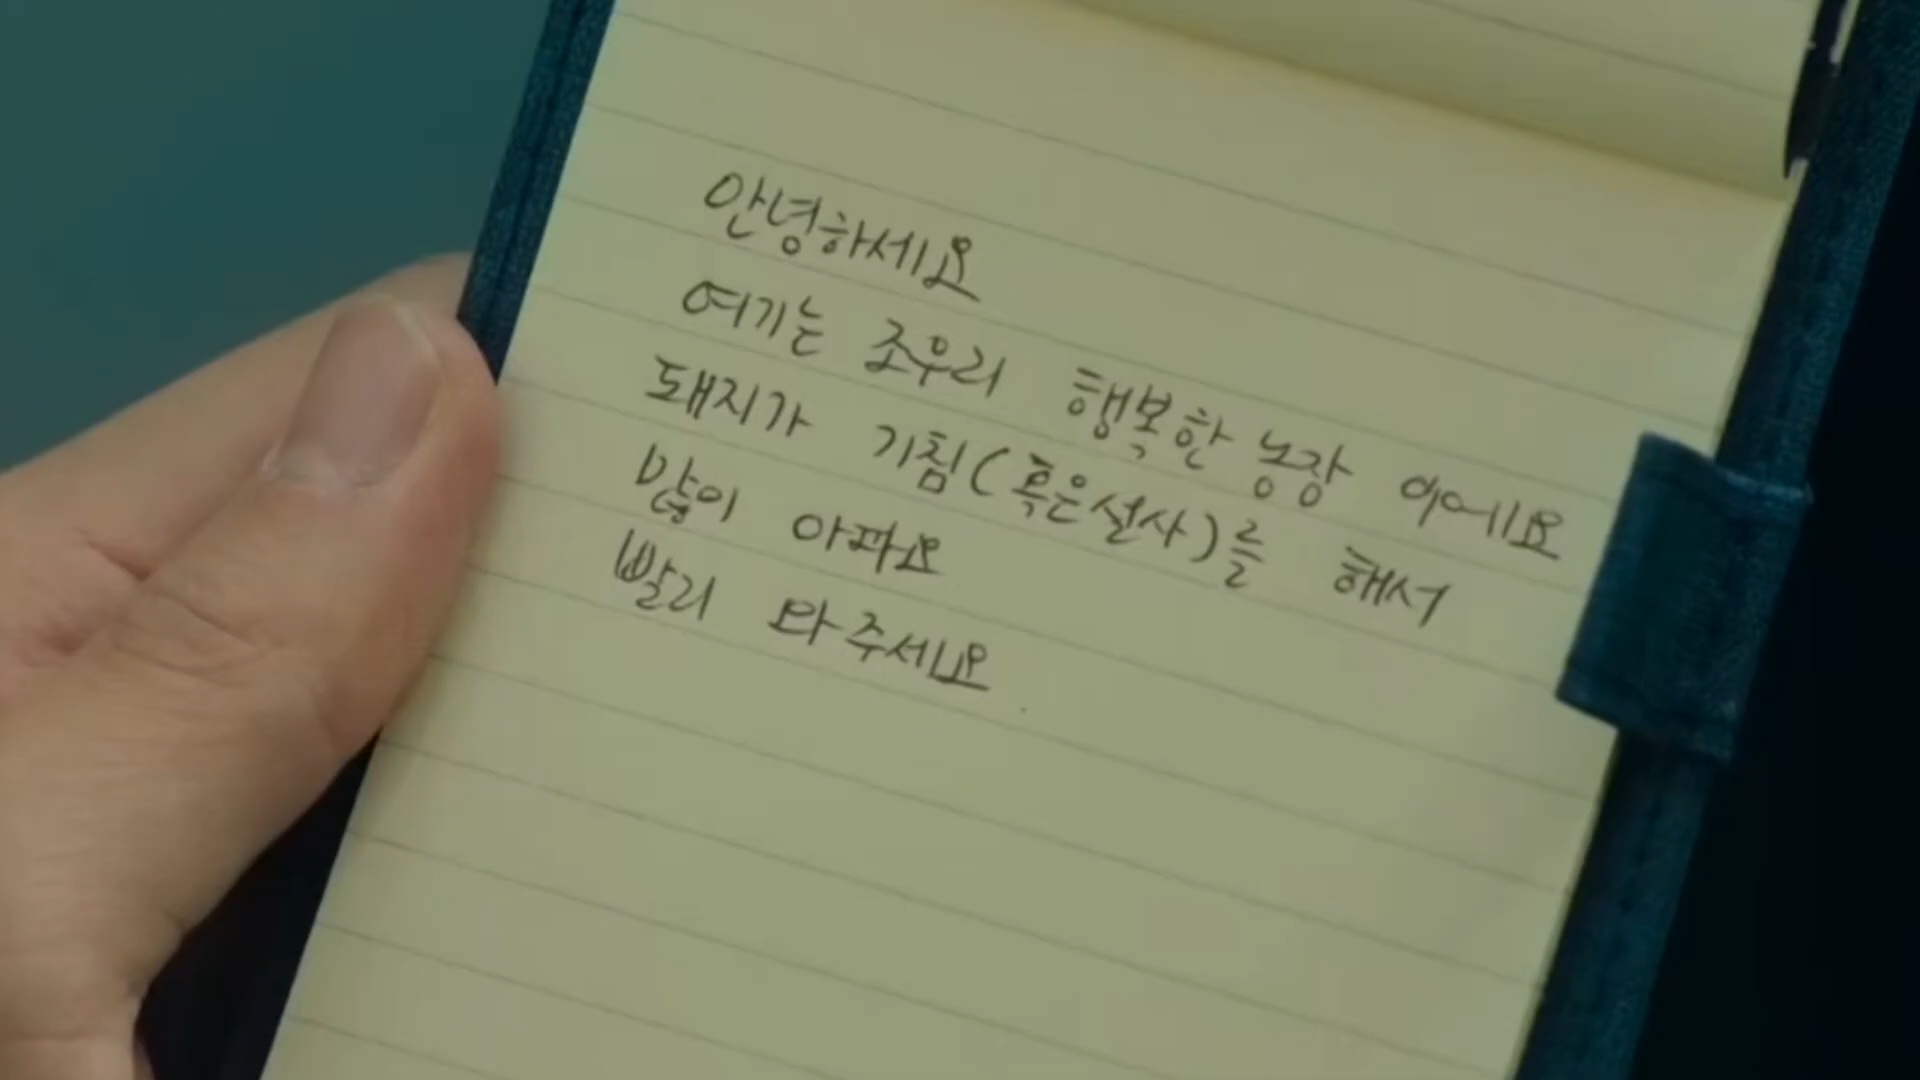 안녕하세요
여기는 조우리 행복한 농장 이에요
돼지가 기침(혹은설사)를 해서
많이 아파요
빨리 와주세요